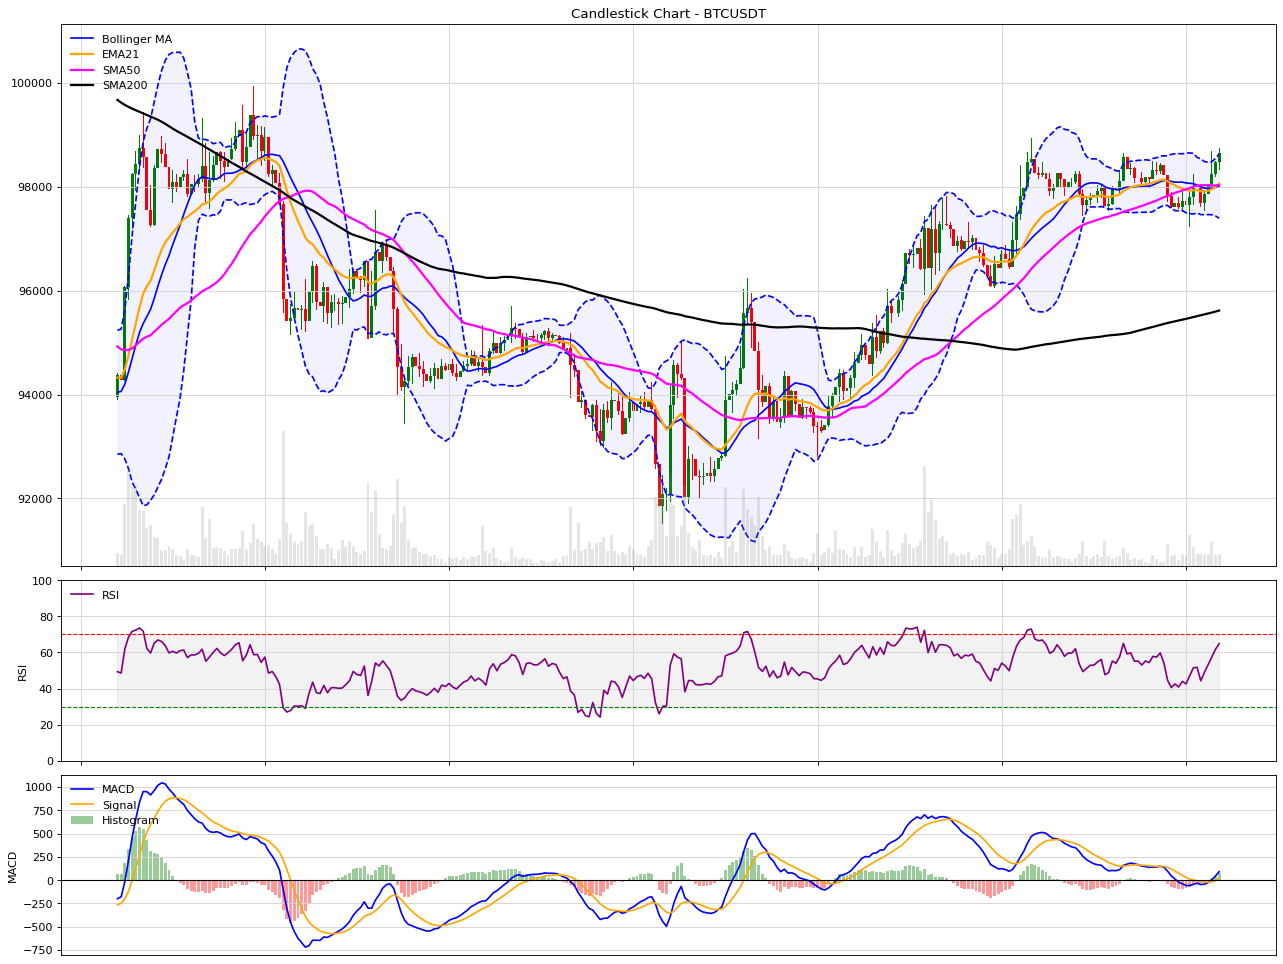 Candlestick Chart - BTCUSDT
Bollinger MA
EMA21
SMA50
SMA200
100000
98000
96000
94000
92000
RSI
100
80
60
40
20
0
RSI
MACD
Signal
Histogram
1000
750
500
250
0
−250
−500
−750
MACD